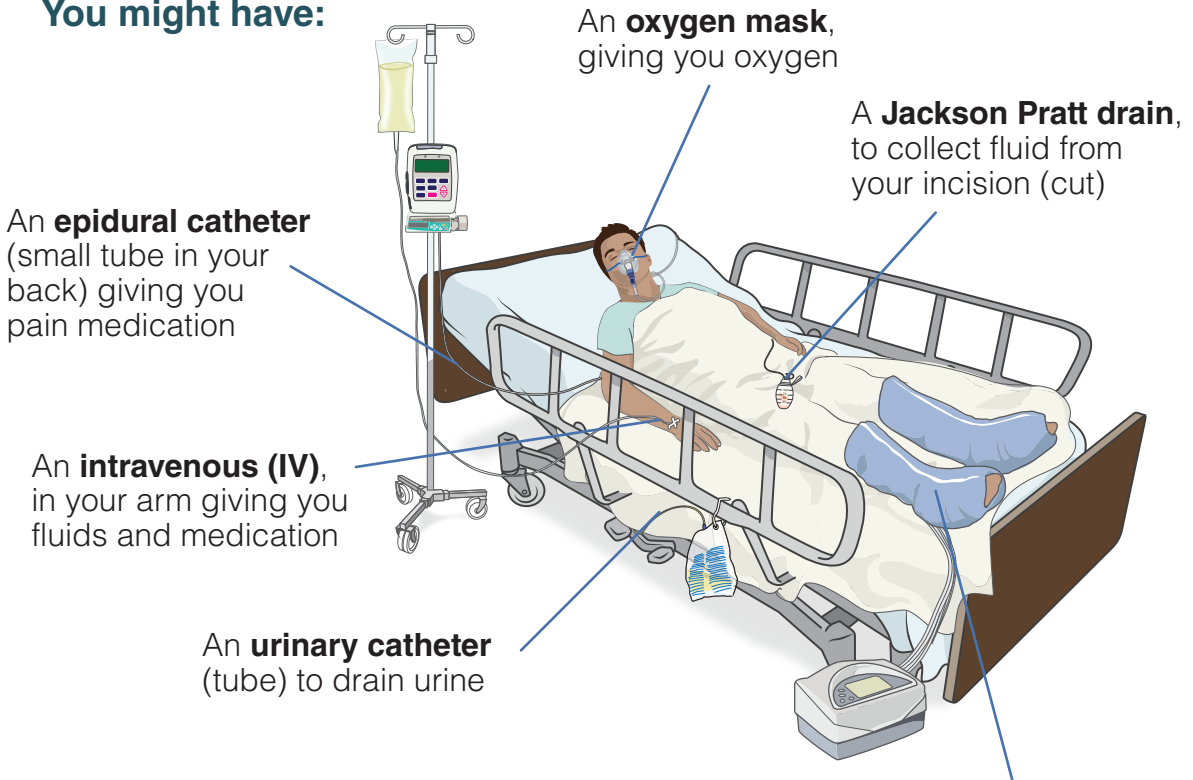 You might have:
An oxygen mask,
giving you oxygen
A Jackson Pratt drain,
to collect fluid from
your incision (cut)
An epidural catheter
(small tube in your
back) giving you
pain medication
An intravenous (IV),
in your arm giving you
fluids and medication
An urinary catheter
(tube) to drain urine